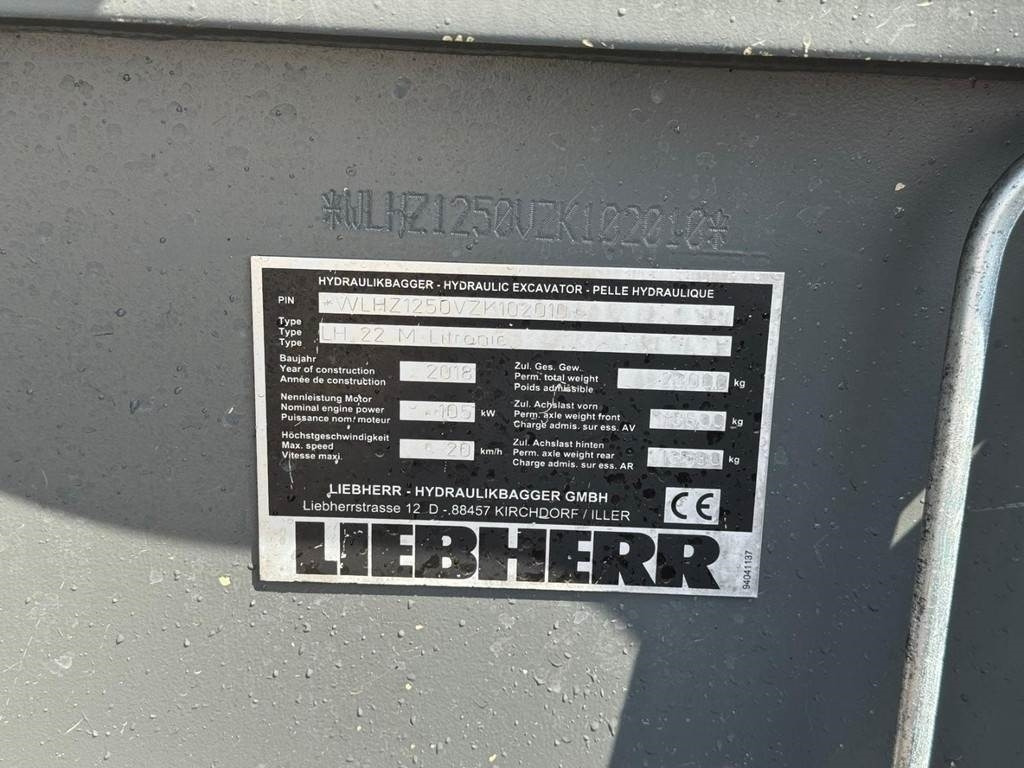 *WLHZ1250VZK102010*
HYDRAULIKBAGGER - HYDRAULIC EXCAVATOR - PELLE HYDRAULIQUE
PIN *WLHZ1250VZK102010*
Type
Type LH 22 M Litronic
Type
Baujahr
Year of construction 2018
Année de construction
Zul. Ges. Gew.
Perm. total weight kg
Poids admissible
Nennleistung Motor
Nominal engine power 105 kW
Puissance nom/ moteur
Zul. Achslast vorn
Perm. axle weight front kg
Charge admis. sur ess. AV
Höchstgeschwindigkeit
Max. speed 20 km/h
Vitesse maxi.
Zul. Achslast hinten
Perm. axle weight rear kg
Charge admis. sur ess. AR
LIEBHERR - HYDRAULIKBAGGER GMBH
Liebherrstrasse 12 D - 88457 KIRCHDORF / ILLER
CE
LIEBHERR
94041137